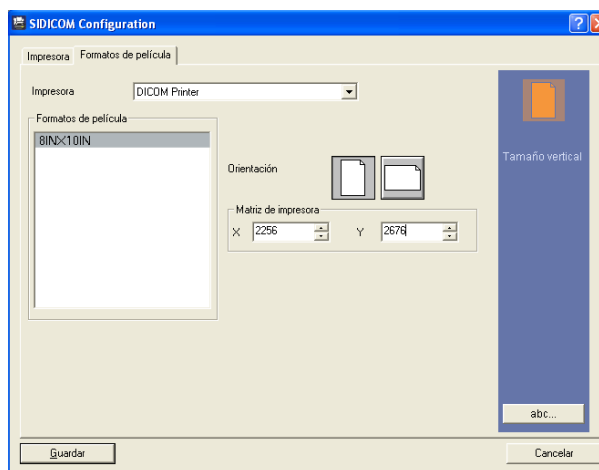 SIDICOM Configuration
Impresora Formatos de película
Impresora DICOM Printer
Formatos de película
8INX10IN
Orientación
Matriz de impresora
X 2256 Y 2676
Tamaño vertical
abc...
Guardar Cancelar